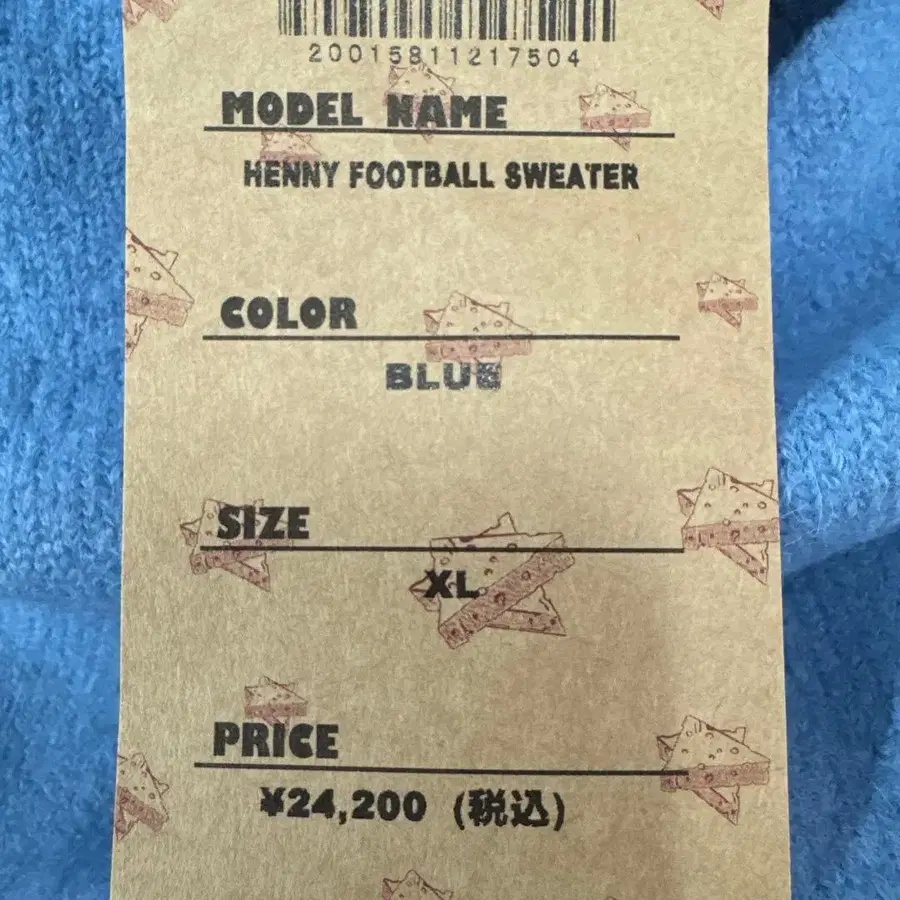 20015811217504
MODEL NAME
HENNY FOOTBALL SWEATER
COLOR
BLUE
SIZE
XL
PRICE
¥24,200 (税込)